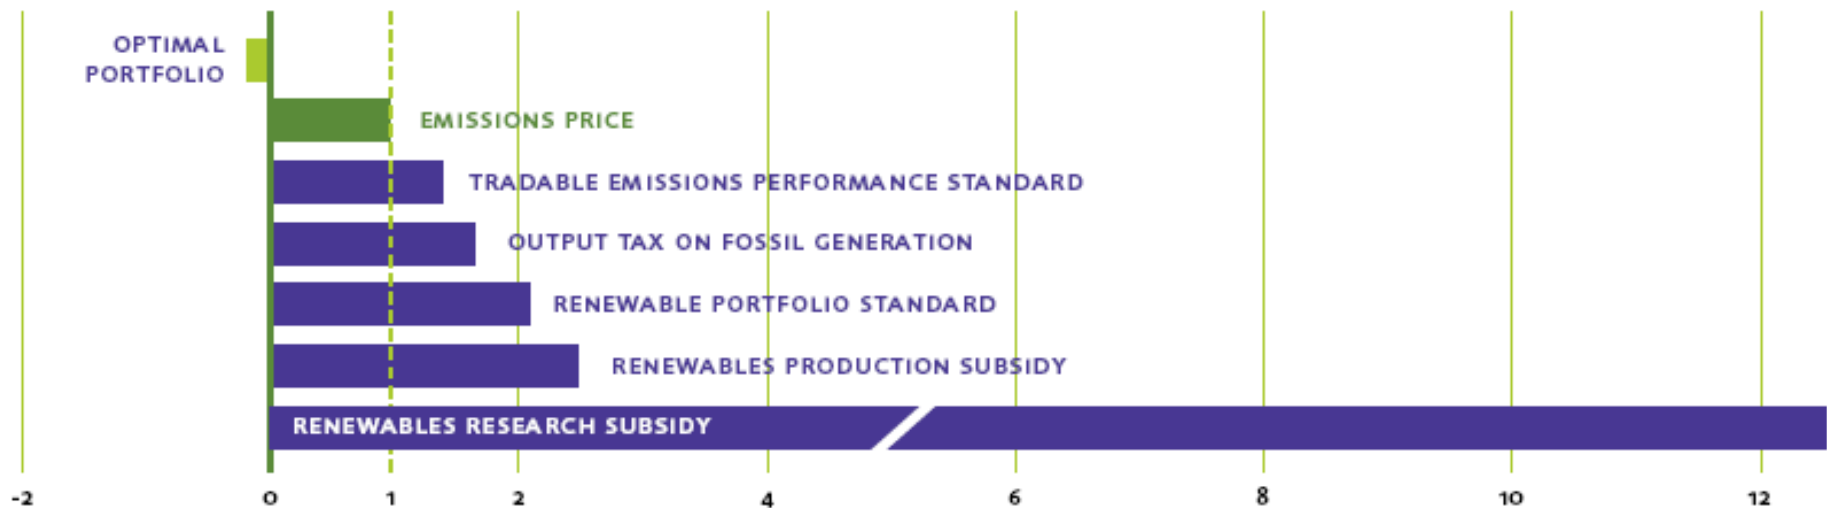 OPTIMAL
PORTFOLIO
EMISSIONS PRICE
TRADABLE EMISSIONS PERFORMANCE STANDARD
OUTPUT TAX ON FOSSIL GENERATION
RENEWABLE PORTFOLIO STANDARD
RENEWABLES PRODUCTION SUBSIDY
RENEWABLES RESEARCH SUBSIDY
-2 0 1 2 4 6 8 10 12